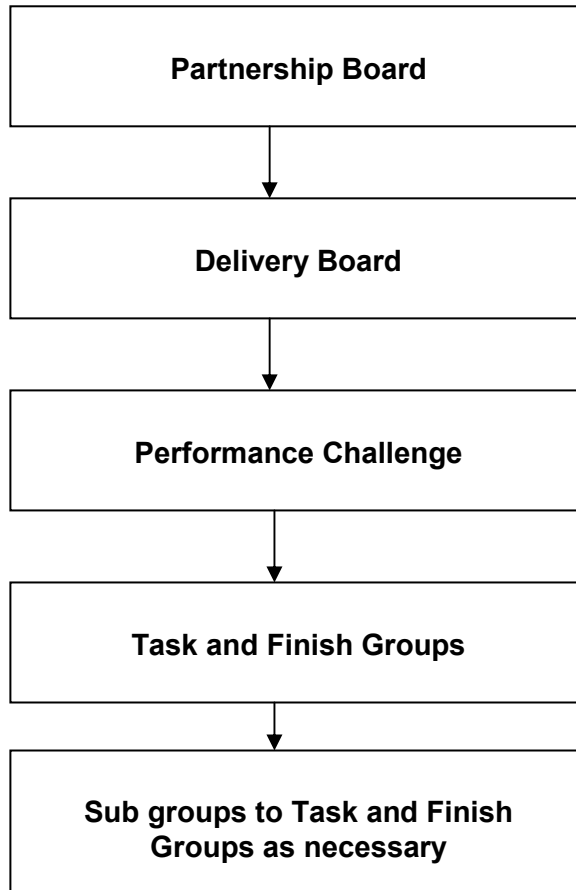 Partnership Board
Delivery Board
Performance Challenge
Task and Finish Groups
Sub groups to Task and Finish
Groups as necessary